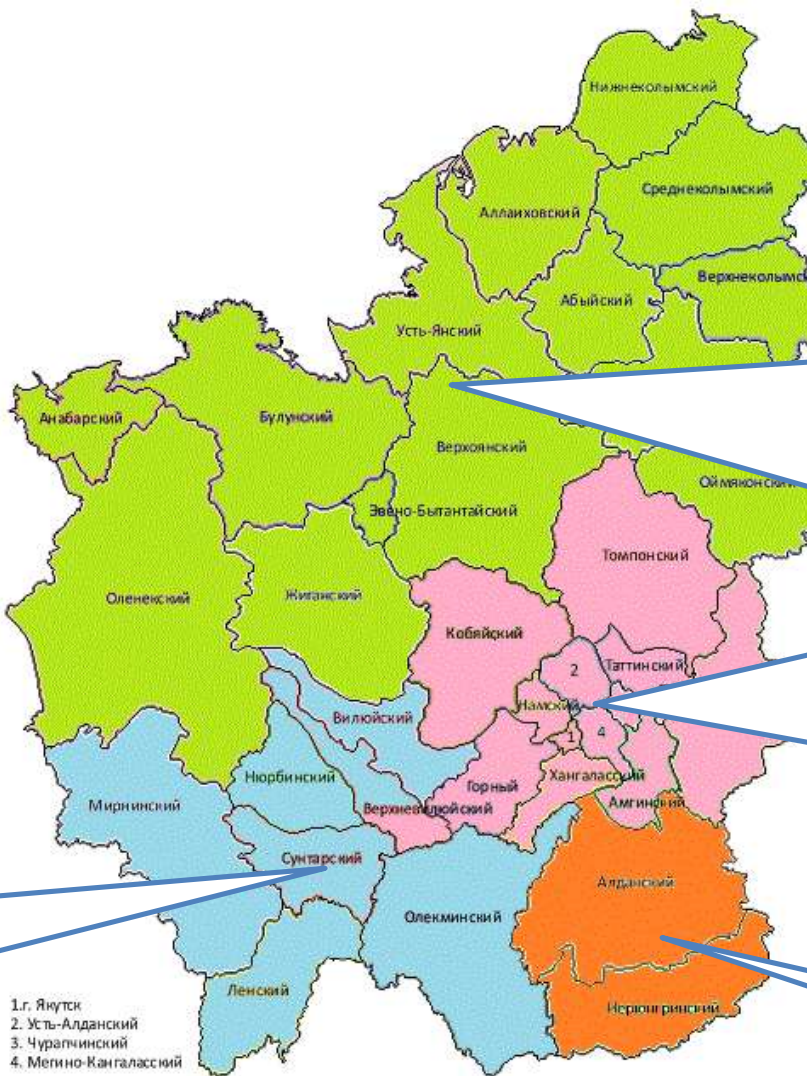 Нижнеколымский
Среднеколымский
Аллаиховский
Верхнеколымс
Абыйский
Усть-Янский
Анабарский
Булунский
Верхоянский
Оймяконский
Эвено-Бытантайский
Томпонский
Оленекский
Жиганский
Кобяйский
2
Таттинский
Намский
Вилюйский
1
4
Нюрбинский
Хангаласский
Мирнинский
Горный
Верхневилюйский
Амгинский
Сунтарский
Алданский
Олекминский
Ленский
Нерюнгринский
1.г. Якутск
2. Усть-Алданский
3. Чурапчинский
4. Мегино-Кангаласский